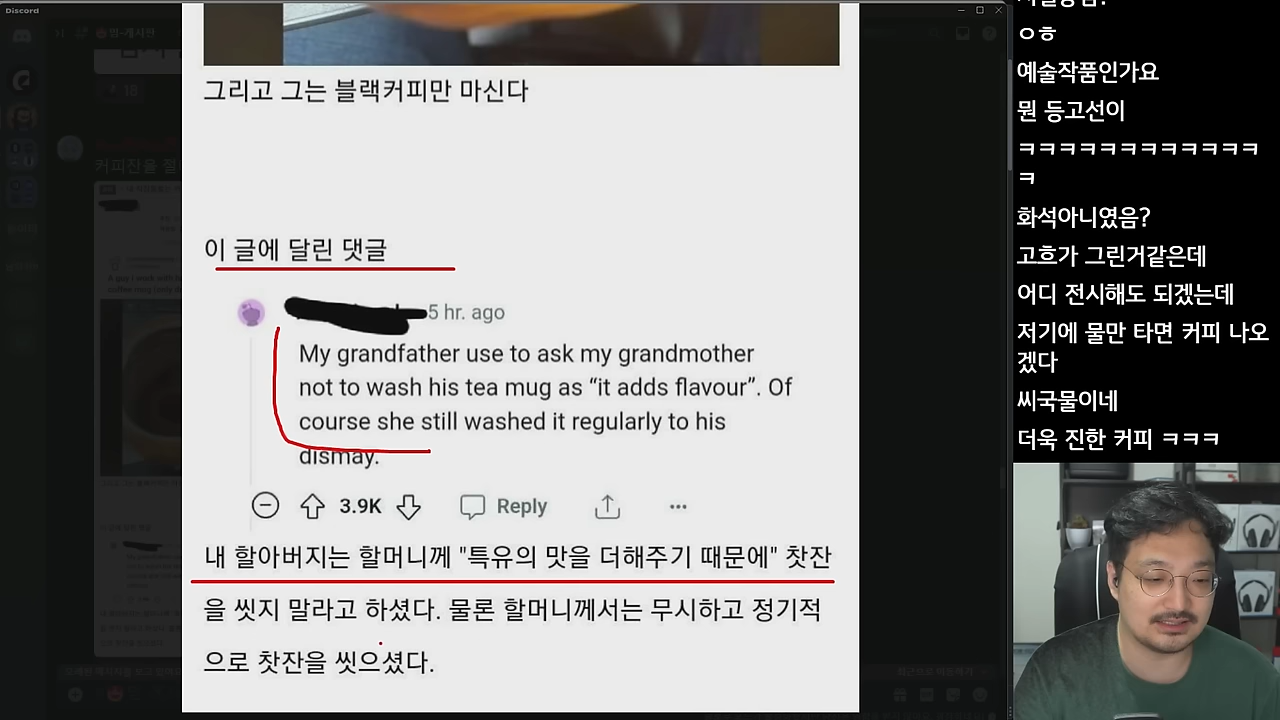 Discord
그리고 그는 블랙커피만 마신다
이 글에 달린 댓글
5 hr. ago
My grandfather use to ask my grandmother
not to wash his tea mug as “it adds flavour”. Of
course she still washed it regularly to his
dismay.
3.9K
Reply
내 할아버지는 할머니께 "특유의 맛을 더해주기 때문에" 찻잔
을 씻지 말라고 하셨다. 물론 할머니께서는 무시하고 정기적
으로 찻잔을 씻으셨다.
ㅇㅎ
예술작품인가요
뭔 등고선이
ㅋㅋㅋㅋㅋㅋㅋㅋㅋㅋㅋㅋ
ㅋ
화석아니였음?
고흐가 그린거같은데
어디 전시해도 되겠는데
저기에 물만 타면 커피 나오
겠다
씨국물이네
더욱 진한 커피 ㅋㅋㅋ